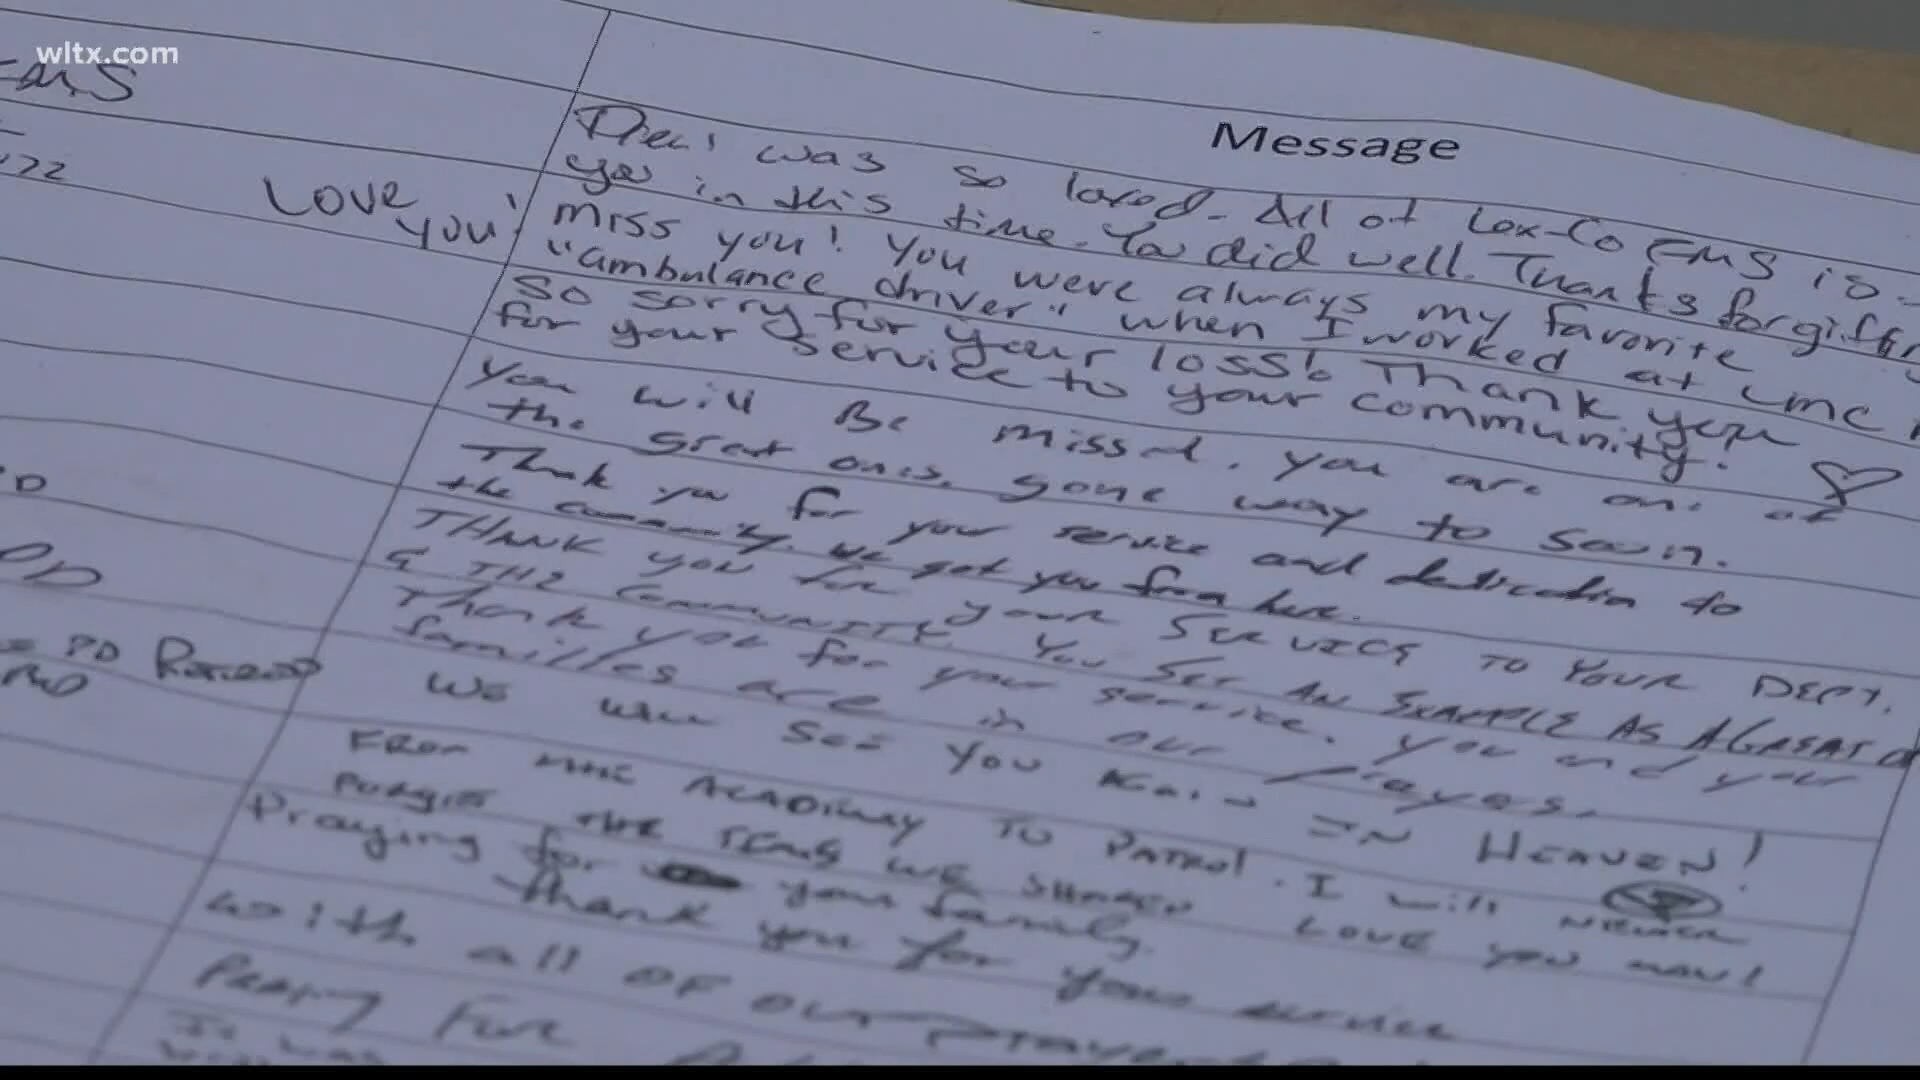 wltx.com
EMS
Message
Drew was so loved. All of Lex-Co EMS is
you in this time. You did well. Thanks for
Love you!
Miss you! You were always my favorite
"ambulance driver" when I worked at LMC
So sorry for your loss! Thank you
for your service to your community! ♡
You will Be missed. You are one of
the great ones, gone way to soon.
Thank you for your service and dedication to
the community. We got you from here.
THANK YOU for your SERVICE TO YOUR DEPT.
& THE COMMUNITY. YOU SET AN EXAMPLE AS A GREAT
Thank you for your service. You and your
families are in our Prayers.
PD
We will see you Again IN HEAVEN!
FROM THE ACADEMY TO PATROL. I will NEVER
FORGET THE TEARS WE SHARED LOVE you man!
Praying for your family.
Thank you for your service
with all of our Prayers
Praying For